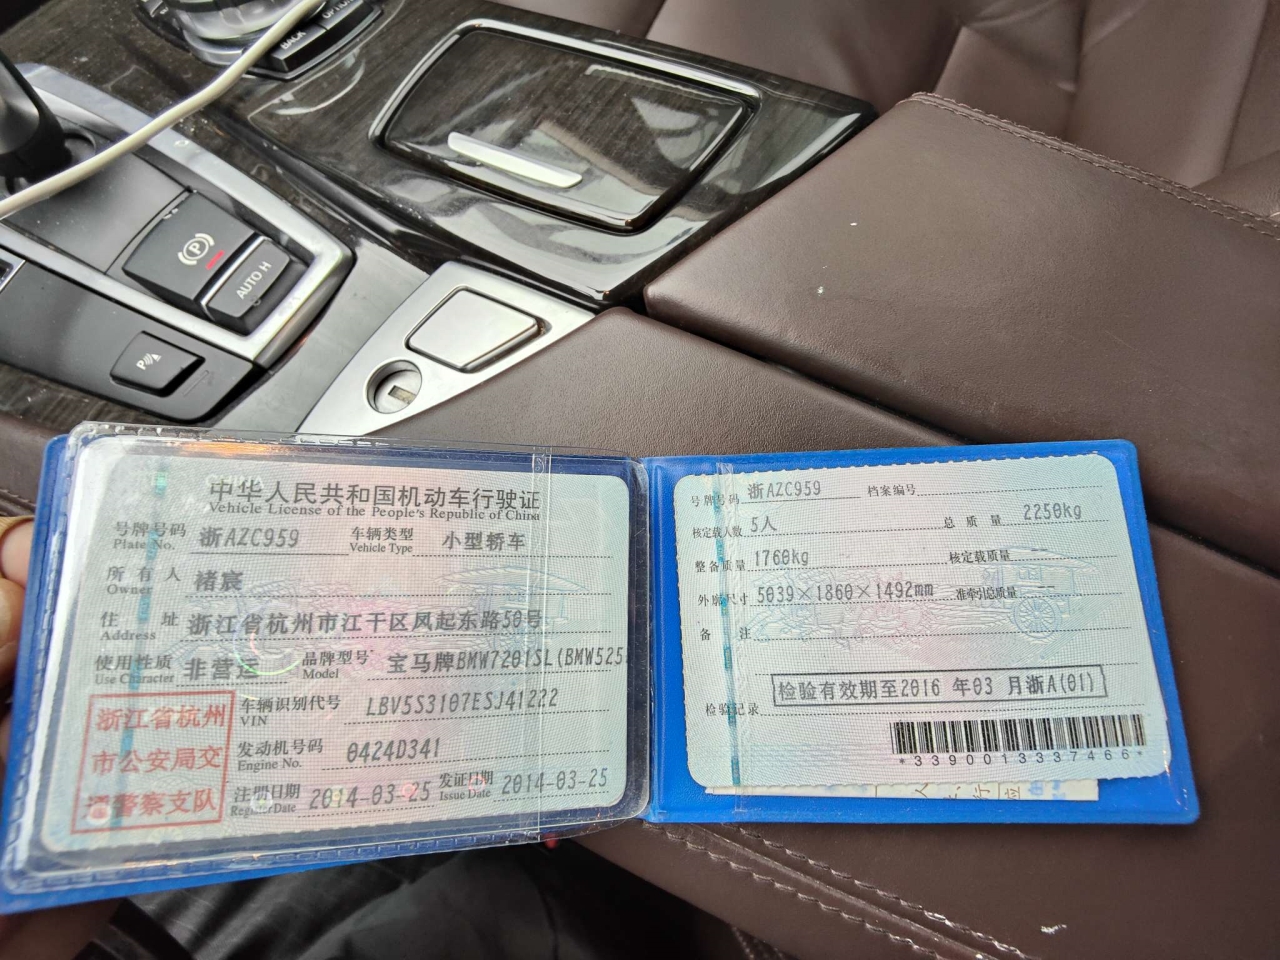 BACK
OPTION
P
AUTO H
P
中华人民共和国机动车行驶证
Vehicle License of the People's Republic of China
号牌号码 浙AZC959 车辆类型 小型轿车
Plate No. Vehicle Type
所有人 褚宸
Owner
住址 浙江省杭州市江干区凤起东路50号
Address
使用性质 非营运 品牌型号 宝马牌BMW7201SL(BMW525
Use Character Model
浙江省杭州
市公安局交
通警察支队
车辆识别代号 LBV5S3107ESJ41222
VIN
发动机号码 0424D341
Engine No.
注册日期 2014-03-25 发证日期 2014-03-25
Register Date Issue Date
号牌号码 浙AZC959 档案编号
核定载人数 5人 总质量 2250kg
整备质量 1760kg 核定载质量
外廓尺寸 5039×1860×1492mm 准牵引总质量 --
备注
检验有效期至2016 年03 月浙A(01)
检验记录
*3390013337466*